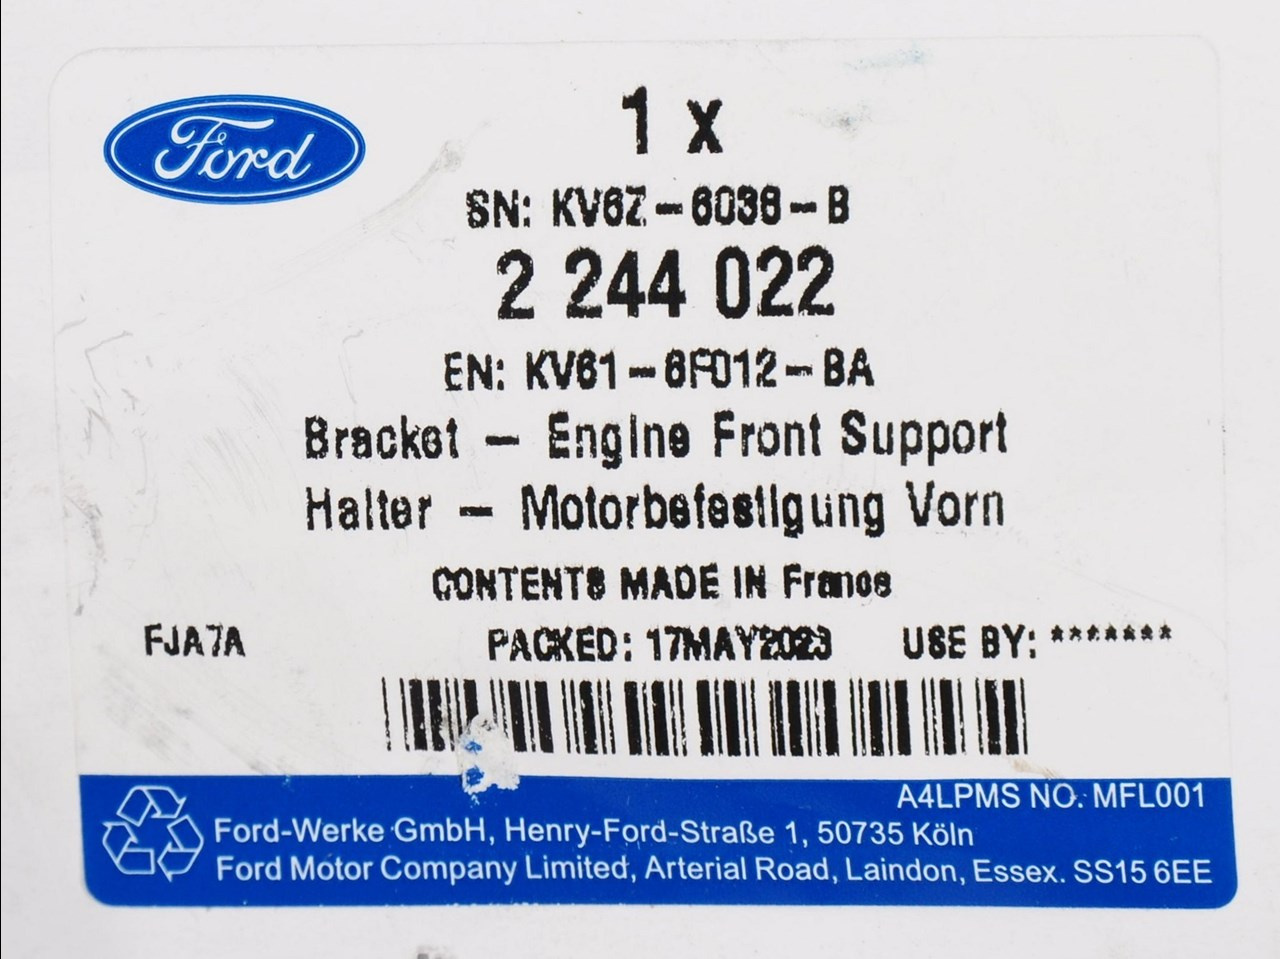 Ford
1 x
SN: KV6Z-6038-B
2 244 022
EN: KV61-6F012-BA
Bracket - Engine Front Support
Halter - Motorbefestigung Vorn
CONTENTS MADE IN France
FJA7A PACKED: 17MAY2023 USE BY: *******
A4LPMS NO. MFL001
Ford-Werke GmbH, Henry-Ford-Straße 1, 50735 Köln
Ford Motor Company Limited, Arterial Road, Laindon, Essex. SS15 6EE